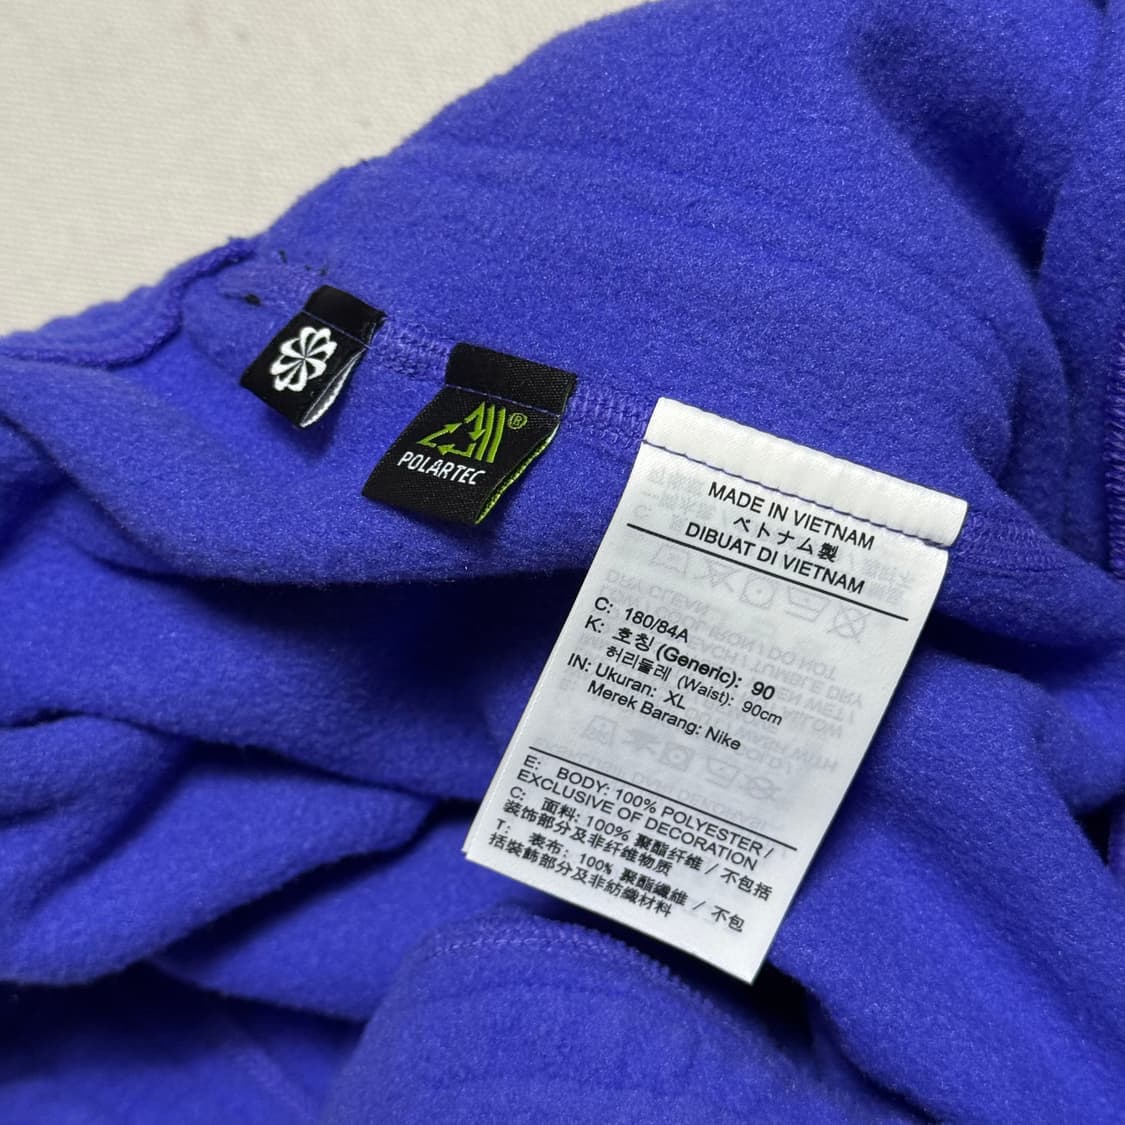 POLARTEC®
MADE IN VIETNAM
ベトナム製
DIBUAT DI VIETNAM
C: 180/84A
K: 호칭 (Generic): 90
허리둘레 (Waist): 90cm
IN: Ukuran: XL
Merek Barang: Nike
E: BODY: 100% POLYESTER /
EXCLUSIVE OF DECORATION
C: 面料: 100% 聚酯纤维 / 不包括
装饰部分及非纤维物质
T: 表布: 100% 聚酯纖維 / 不包
括裝飾部分及非紡織材料